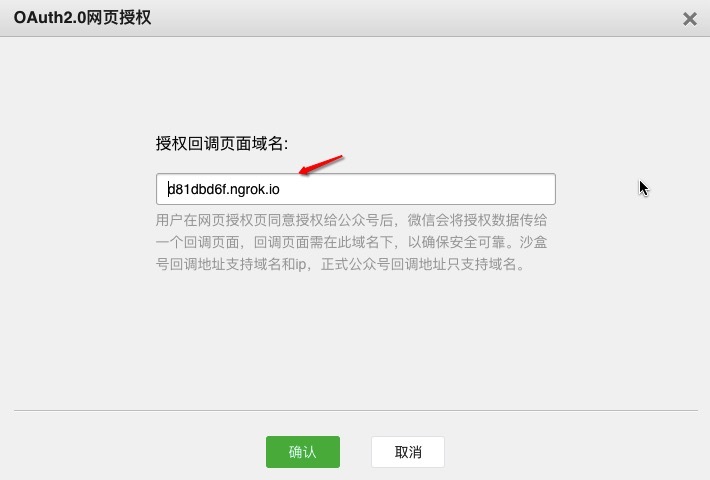 OAuth2.0网页授权
授权回调页面域名:
d81dbd6f.ngrok.io
用户在网页授权页同意授权给公众号后，微信会将授权数据传给
一个回调页面，回调页面需在此域名下，以确保安全可靠。沙盒
号回调地址支持域名和ip，正式公众号回调地址只支持域名。
确认
取消